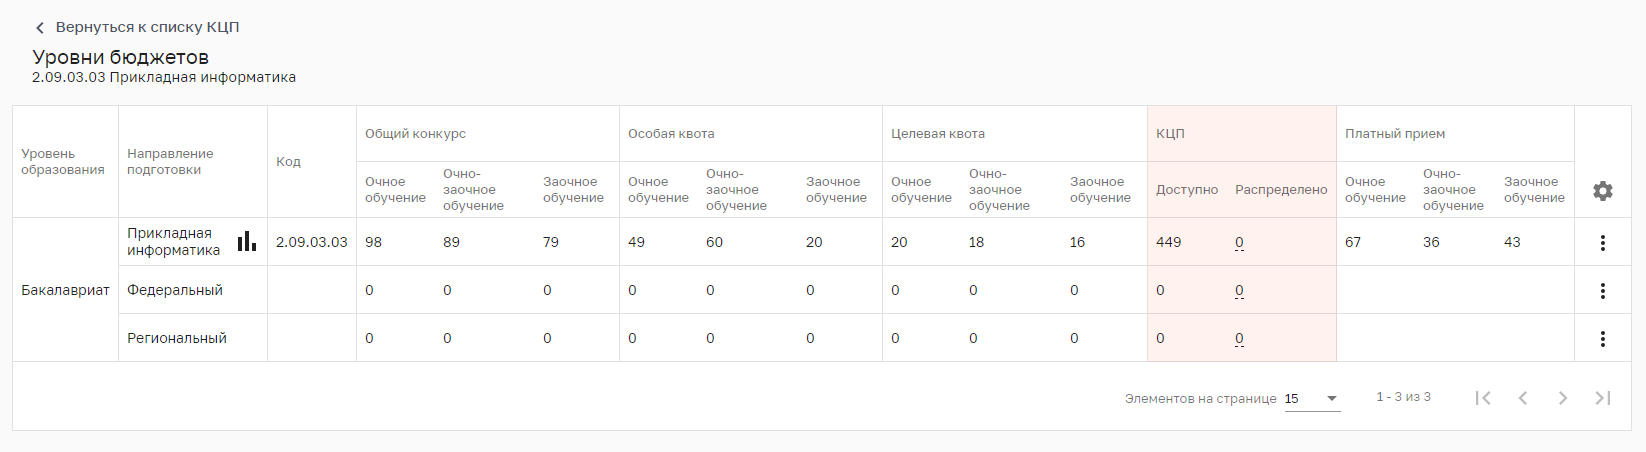 Вернуться к списку КЦП
Уровни бюджетов
2.09.03.03 Прикладная информатика
Уровень образования
Направление подготовки
Код
Общий конкурс
Особая квота
Целевая квота
КЦП
Платный прием
Очное обучение
Очно-заочное обучение
Заочное обучение
Очное обучение
Очно-заочное обучение
Заочное обучение
Очное обучение
Очно-заочное обучение
Заочное обучение
Доступно
Распределено
Очное обучение
Очно-заочное обучение
Заочное обучение
Бакалавриат
Прикладная информатика 2.09.03.03 98 89 79 49 60 20 20 18 16 449 0 67 36 43
Федеральный 0 0 0 0 0 0 0 0 0 0 0
Региональный 0 0 0 0 0 0 0 0 0 0 0
Элементов на странице 15 1 - 3 из 3